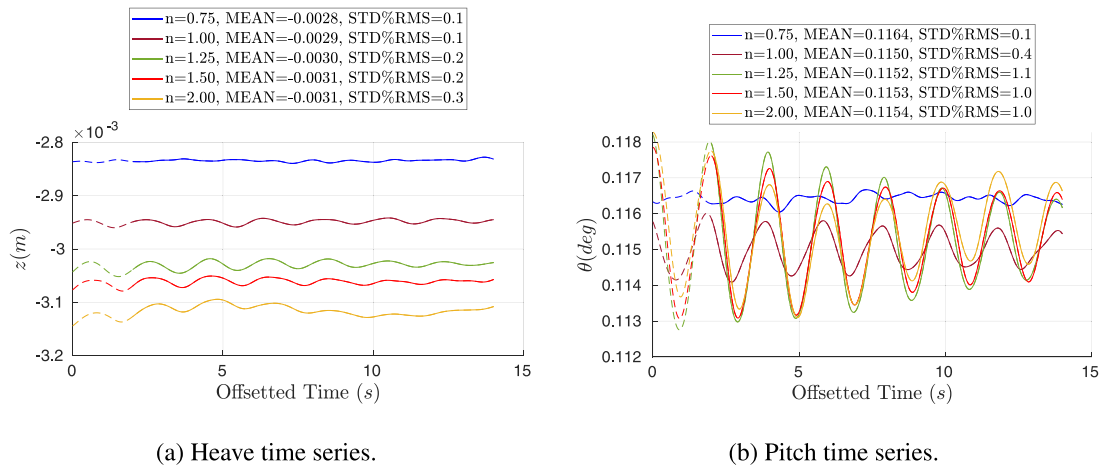 n=0.75, MEAN=-0.0028, STD%RMS=0.1
n=1.00, MEAN=-0.0029, STD%RMS=0.1
n=1.25, MEAN=-0.0030, STD%RMS=0.2
n=1.50, MEAN=-0.0031, STD%RMS=0.2
n=2.00, MEAN=-0.0031, STD%RMS=0.3
×10⁻³
-2.8
-2.9
-3
-3.1
-3.2
z(m)
0 5 10 15
Offsetted Time (s)
(a) Heave time series.
n=0.75, MEAN=0.1164, STD%RMS=0.1
n=1.00, MEAN=0.1150, STD%RMS=0.4
n=1.25, MEAN=0.1152, STD%RMS=1.1
n=1.50, MEAN=0.1153, STD%RMS=1.0
n=2.00, MEAN=0.1154, STD%RMS=1.0
0.118
0.117
0.116
0.115
0.114
0.113
0.112
θ(deg)
0 5 10 15
Offsetted Time (s)
(b) Pitch time series.